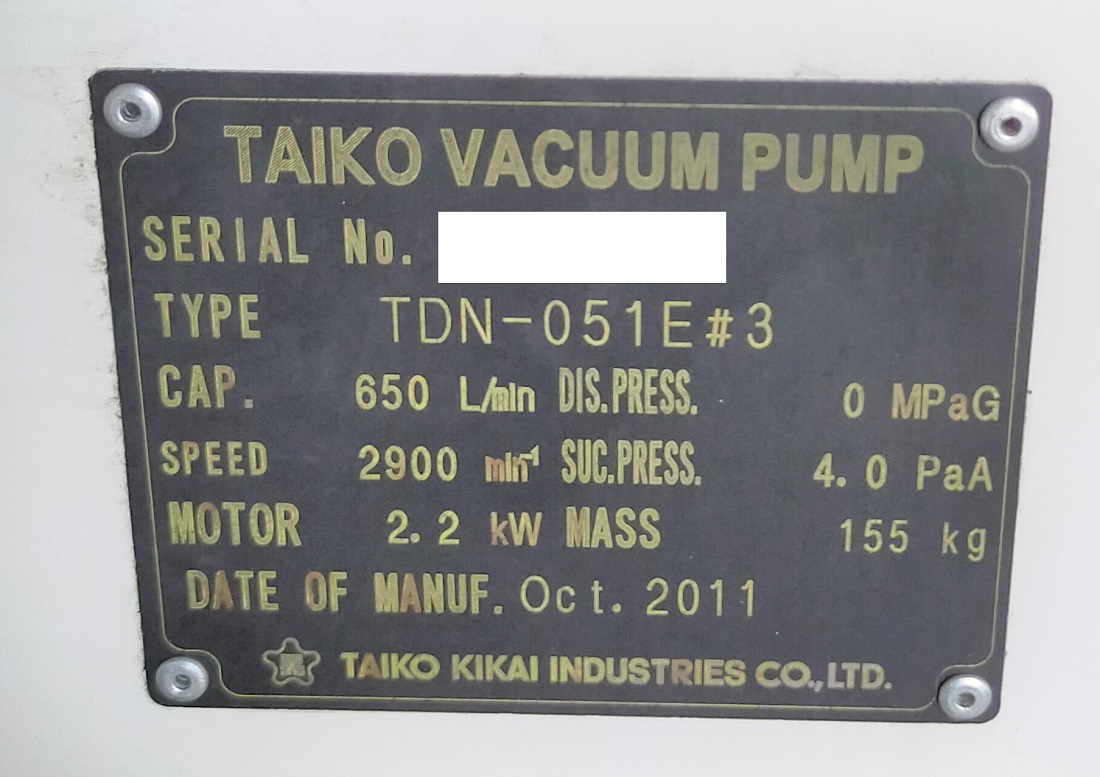 TAIKO VACUUM PUMP
SERIAL No.
TYPE TDN-051E#3
CAP. 650 L/min DIS.PRESS. 0 MPaG
SPEED 2900 min⁻¹ SUC.PRESS. 4.0 PaA
MOTOR 2.2 kW MASS 155 kg
DATE OF MANUF. Oct. 2011
TAIKO KIKAI INDUSTRIES CO.,LTD.